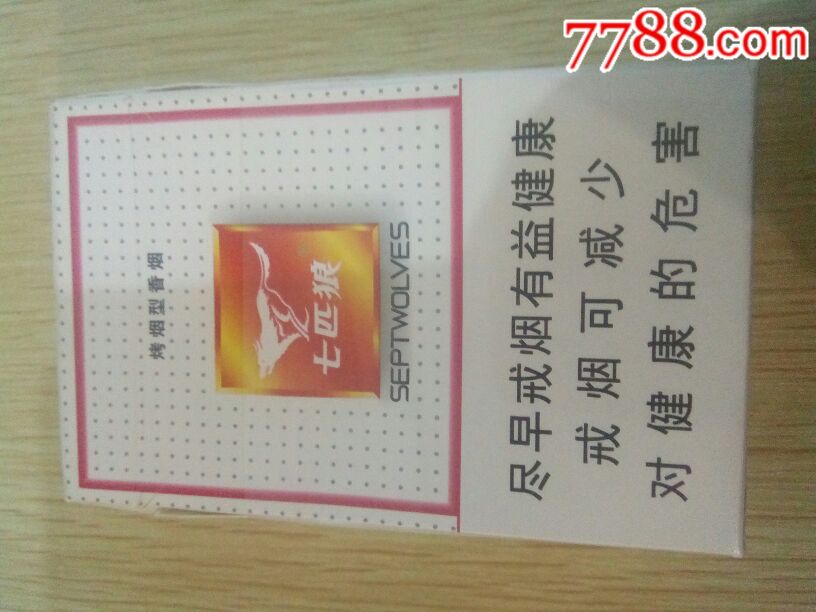 7788.com
烤烟型香烟
七匹狼
SEPTWOLVES
尽早戒烟有益健康
戒烟可减少
对健康的危害